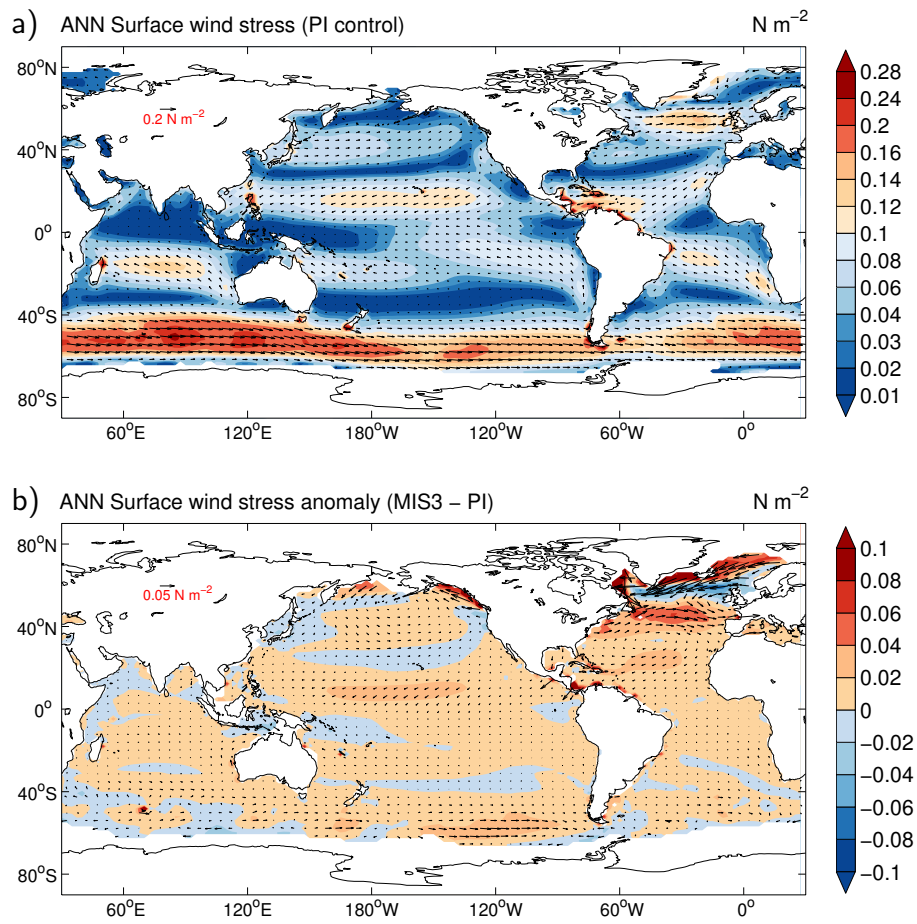 a) ANN Surface wind stress (PI control) N m⁻²
80°N
40°N
0°
40°S
80°S
0.2 N m⁻²
60°E 120°E 180°W 120°W 60°W 0°
0.28
0.24
0.2
0.16
0.12
0.1
0.08
0.06
0.04
0.03
0.02
0.01
b) ANN Surface wind stress anomaly (MIS3 − PI) N m⁻²
80°N
40°N
0°
40°S
80°S
0.05 N m⁻²
60°E 120°E 180°W 120°W 60°W 0°
0.1
0.08
0.06
0.04
0.02
0
−0.02
−0.04
−0.06
−0.08
−0.1